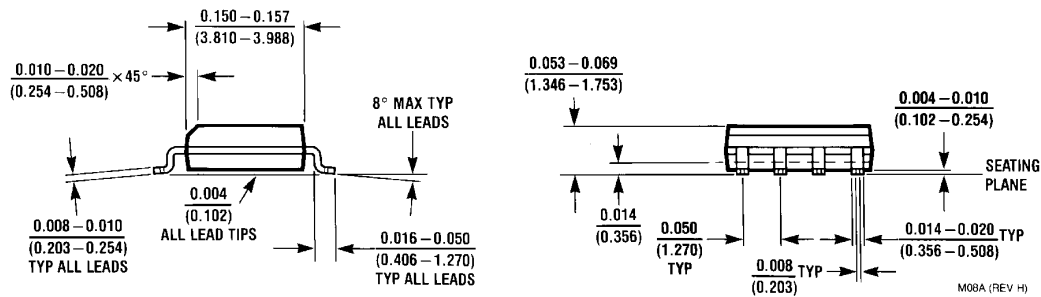 0.150 – 0.157
(3.810 – 3.988)
0.010 – 0.020
(0.254 – 0.508)
× 45°
8° MAX TYP
ALL LEADS
0.004
(0.102)
ALL LEAD TIPS
0.008 – 0.010
(0.203 – 0.254)
TYP ALL LEADS
0.016 – 0.050
(0.406 – 1.270)
TYP ALL LEADS
0.053 – 0.069
(1.346 – 1.753)
0.004 – 0.010
(0.102 – 0.254)
SEATING
PLANE
0.014
(0.356)
0.050
(1.270)
TYP
0.014 – 0.020
(0.356 – 0.508)
TYP
0.008
(0.203)
TYP
M08A (REV H)